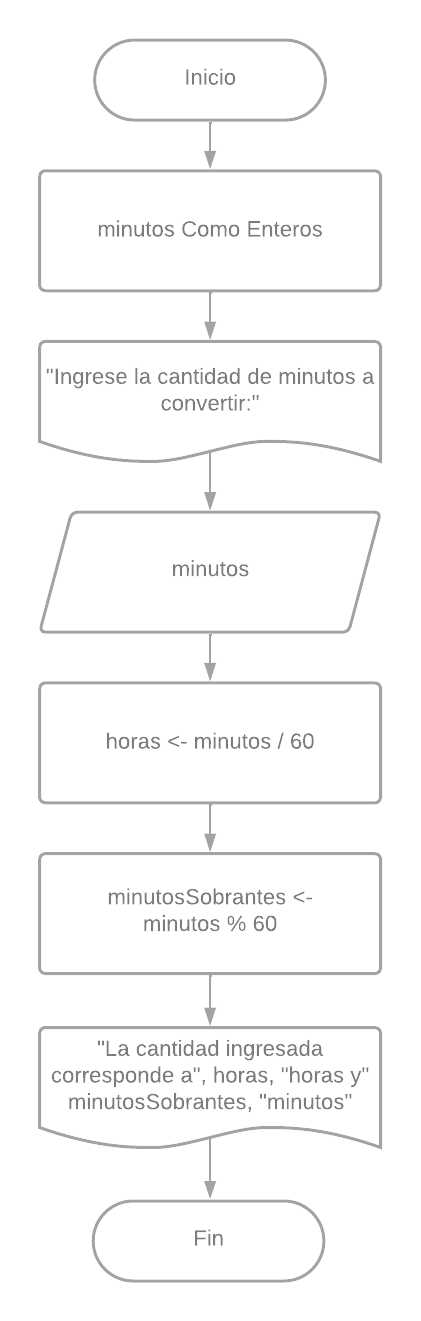 Inicio
minutos Como Enteros
"Ingrese la cantidad de minutos a
convertir:"
minutos
horas <- minutos / 60
minutosSobrantes <-
minutos % 60
"La cantidad ingresada
corresponde a", horas, "horas y"
minutosSobrantes, "minutos"
Fin